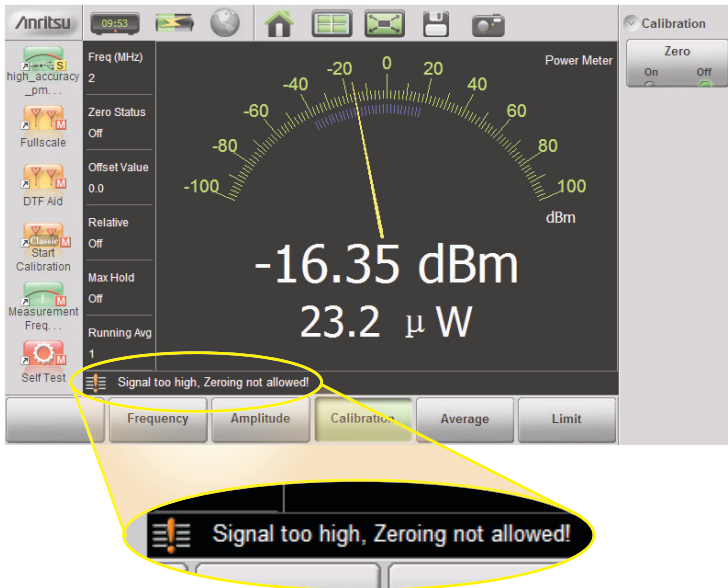 Anritsu
09:53
Calibration
Zero
On Off
high_accuracy
_pm. . .
Fullscale
DTF Aid
Classic
Start
Calibration
Measurement
Freq. . .
Self Test
S
M
M
M
M
M
Freq (MHz)
2
Zero Status
Off
Offset Value
0.0
Relative
Off
Max Hold
Off
Running Avg
1
Power Meter
-100
-80
-60
-40
-20
0
20
40
60
80
100
dBm
-16.35 dBm
23.2 µ W
Signal too high, Zeroing not allowed!
Frequency
Amplitude
Calibration
Average
Limit
Signal too high, Zeroing not allowed!